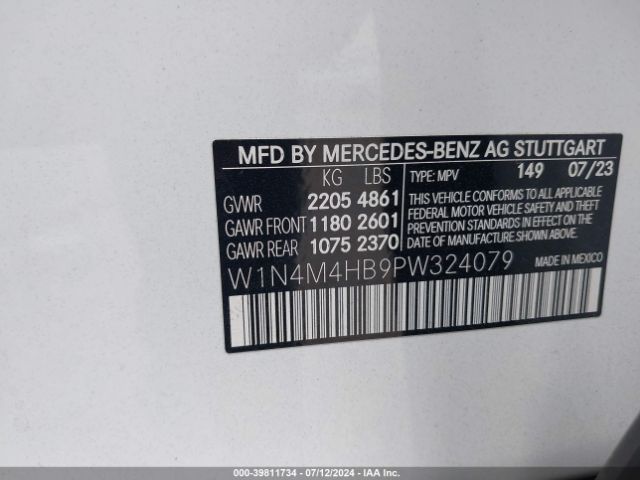 MFD BY MERCEDES-BENZ AG STUTTGART
KG LBS TYPE: MPV 149 07/23
GVWR 2205 4861
GAWR FRONT 1180 2601
GAWR REAR 1075 2370
THIS VEHICLE CONFORMS TO ALL APPLICABLE
FEDERAL MOTOR VEHICLE SAFETY AND THEFT
PREVENTION STANDARDS IN EFFECT ON THE
DATE OF MANUFACTURE SHOWN ABOVE.
W1N4M4HB9PW324079 MADE IN MEXICO
000-39811734 / 07/12/2024 - IAA Inc.